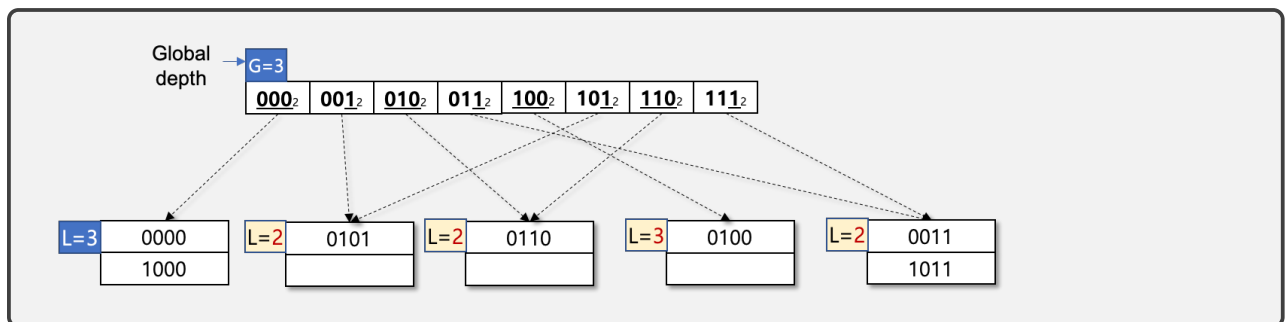 Global
depth
G=3
000₂ 001₂ 010₂ 011₂ 100₂ 101₂ 110₂ 111₂
L=3 0000 L=2 0101 L=2 0110 L=3 0100 L=2 0011
1000 1011